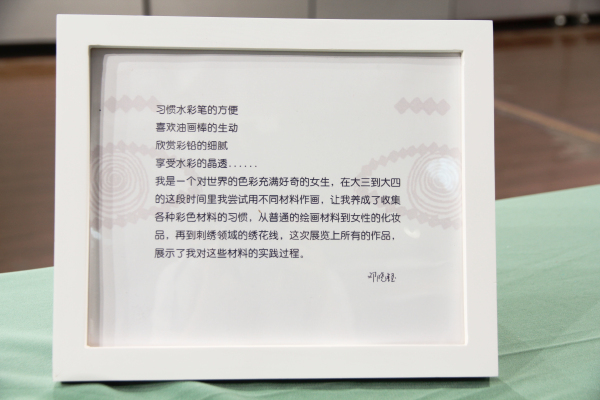 习惯水彩笔的方便
喜欢油画棒的生动
欣赏彩铅的细腻
享受水彩的晶透......
我是一个对世界的色彩充满好奇的女生，在大三到大四
的这段时间里我尝试用不同材料作画，让我养成了收集
各种彩色材料的习惯，从普通的绘画材料到女性的化妆
品，再到刺绣领域的绣花线，这次展览上所有的作品，
展示了我对这些材料的实践过程。